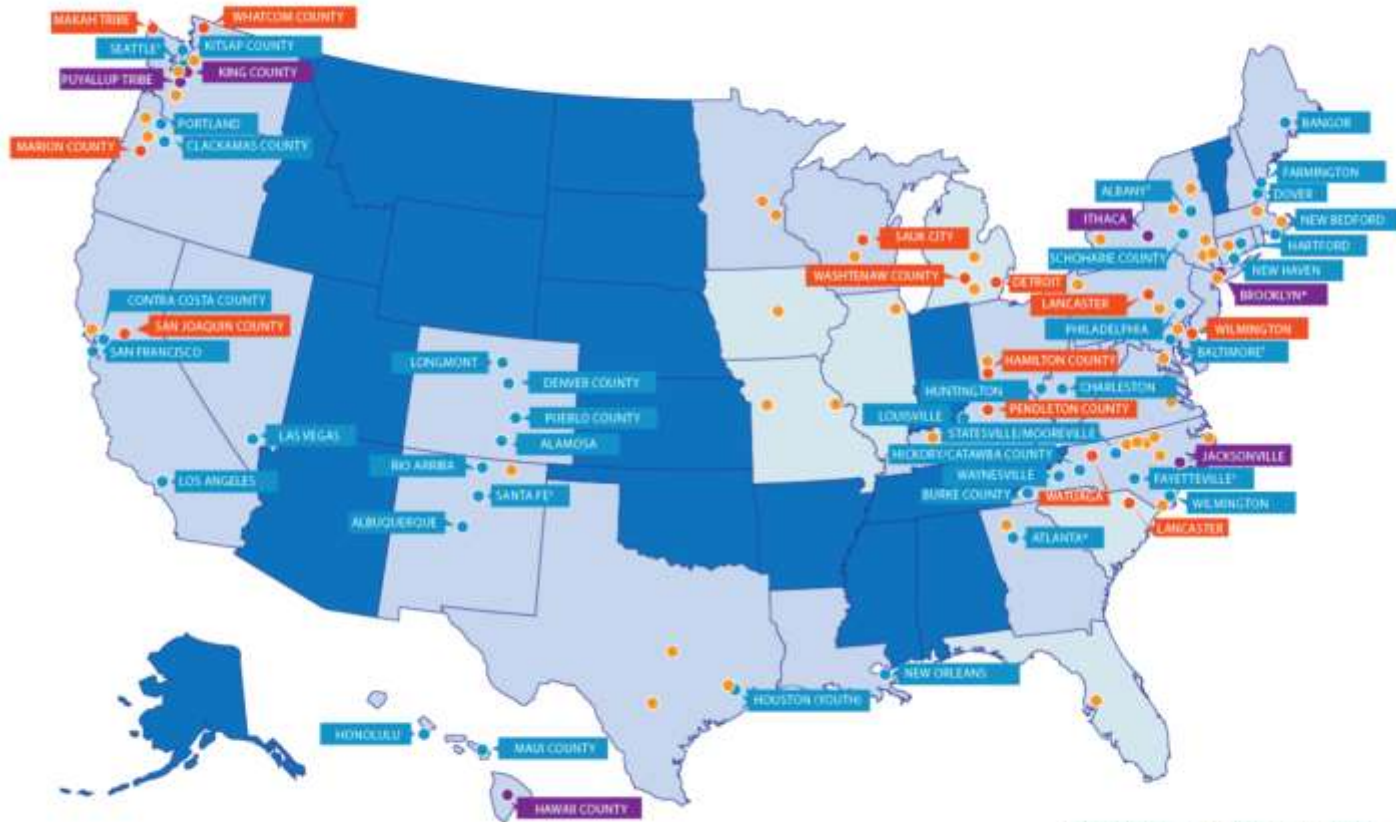 MAKAH TRIBE
WHATCOM COUNTY
SEATTLE*
KITSAP COUNTY
PUYALLUP TRIBE
KING COUNTY
PORTLAND
MARION COUNTY
CLACKAMAS COUNTY
CONTRA COSTA COUNTY
SAN JOAQUIN COUNTY
SAN FRANCISCO
LAS VEGAS
LOS ANGELES
LONGMONT
DENVER COUNTY
PUEBLO COUNTY
ALAMOSA
RIO ARRIBA
SANTA FE*
ALBUQUERQUE
HONOLULU
MAUI COUNTY
HAWAII COUNTY
HOUSTON (YOUTH)
NEW ORLEANS
SAUK CITY
WASHTENAW COUNTY
DETROIT
BANGOR
FARMINGTON
DOVER
ALBANY*
ITHACA
NEW BEDFORD
SCHOHARIE COUNTY
HARTFORD
NEW HAVEN
BROOKLYN*
LANCASTER
PHILADELPHIA
WILMINGTON
BALTIMORE*
HAMILTON COUNTY
HUNTINGTON
CHARLESTON
LOUISVILLE
PENDLETON COUNTY
STATESVILLE/MOOREVILLE
HICKORY/CATAWBA COUNTY
JACKSONVILLE
WAYNESVILLE
FAYETTEVILLE*
BURKE COUNTY
WATUAGA
WILMINGTON
LANCASTER
ATLANTA*